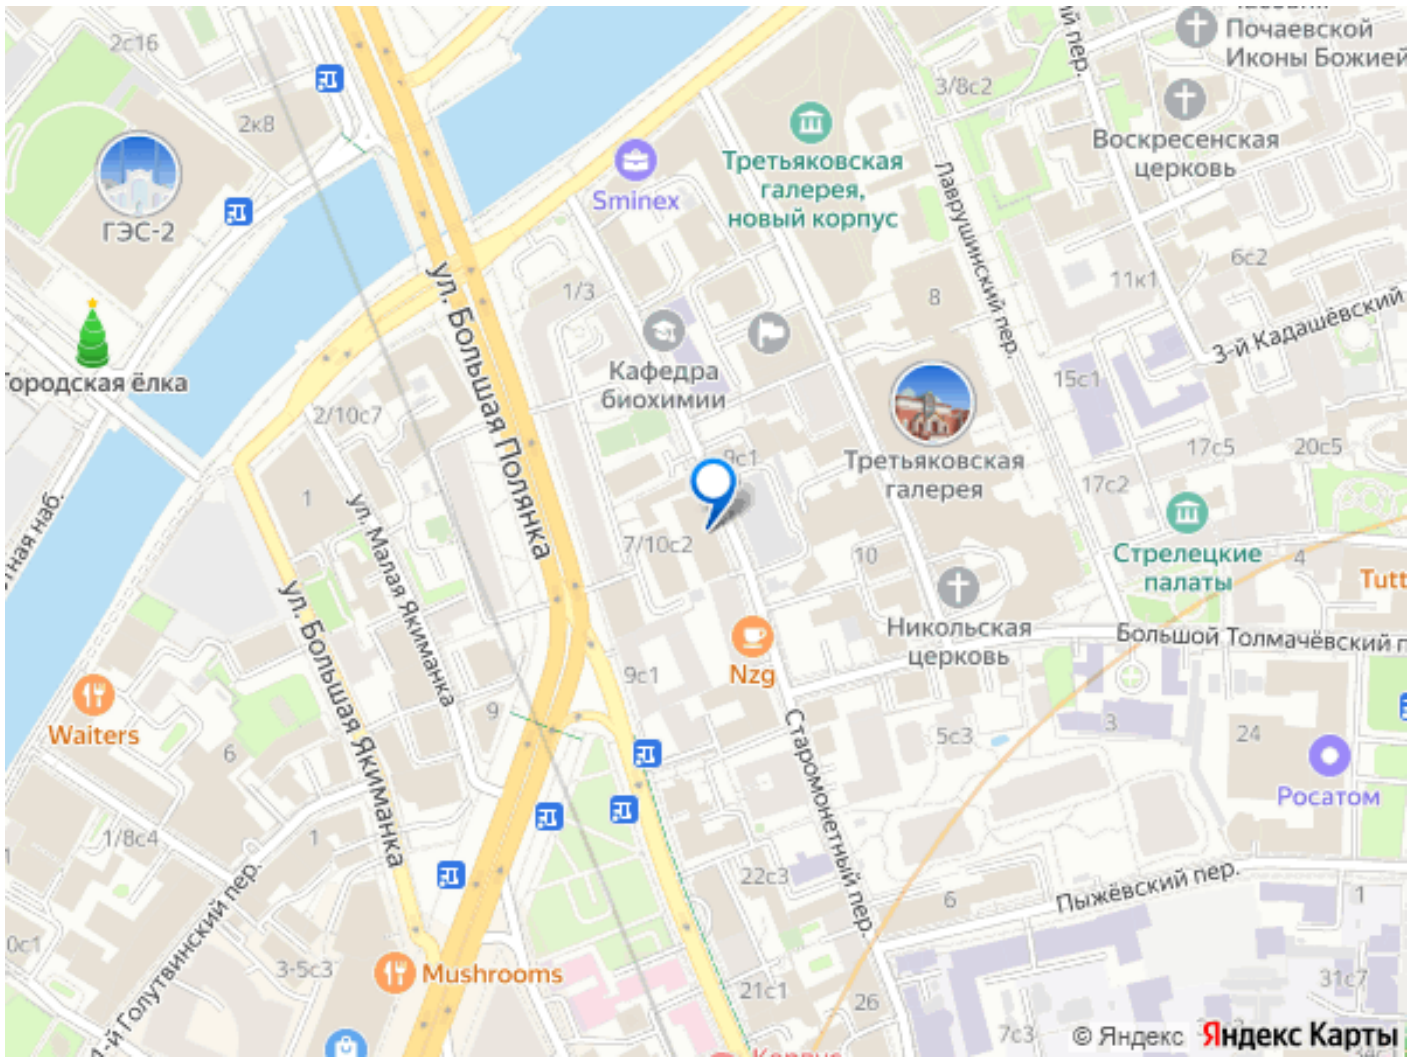 2с16
Почаевской
Иконы Божией
3/8с2
2к8
Воскресенская
церковь
Третьяковская
галерея,
новый корпус
Sminex
ГЭС-2
Лаврушинский пер.
6с2
11к1
1/3
8
ул. Большая Полянка
3-й Кадашёвский
Кафедра
биохимии
Городская ёлка
15с1
2/10с7
9с1
17с5
20с5
Третьяковская
галерея
17с2
1
ул. Малая Якиманка
7/10с2
10
Стрелецкие
палаты
4
ул. Большая Якиманка
Никольская
церковь
Большой Толмачёвский п
Nzg
9с1
Waiters
9
6
Старомонетный пер.
5с3
3
24
Росатом
1/8с4
1
22с3
6
Пыжёвский пер.
1
1-й Голутвинский пер.
0с1
3-5с3
Mushrooms
21с1
26
31с7
7с3
© Яндекс
Яндекс Карты